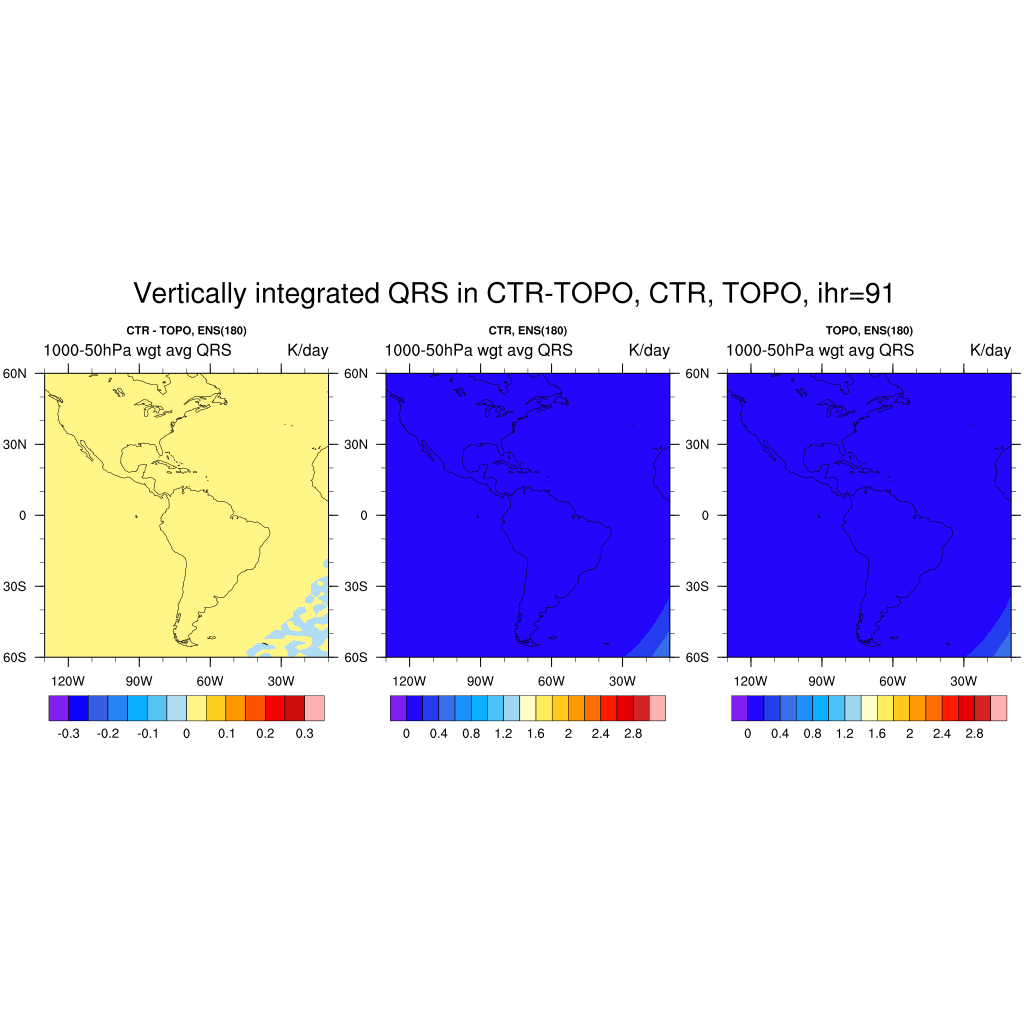 Vertically integrated QRS in CTR-TOPO, CTR, TOPO, ihr=91
CTR - TOPO, ENS(180)
1000-50hPa wgt avg QRS K/day
60N
30N
0
30S
60S
120W 90W 60W 30W
-0.3 -0.2 -0.1 0 0.1 0.2 0.3
CTR, ENS(180)
1000-50hPa wgt avg QRS K/day
60N
30N
0
30S
60S
120W 90W 60W 30W
0 0.4 0.8 1.2 1.6 2 2.4 2.8
TOPO, ENS(180)
1000-50hPa wgt avg QRS K/day
60N
30N
0
30S
60S
120W 90W 60W 30W
0 0.4 0.8 1.2 1.6 2 2.4 2.8